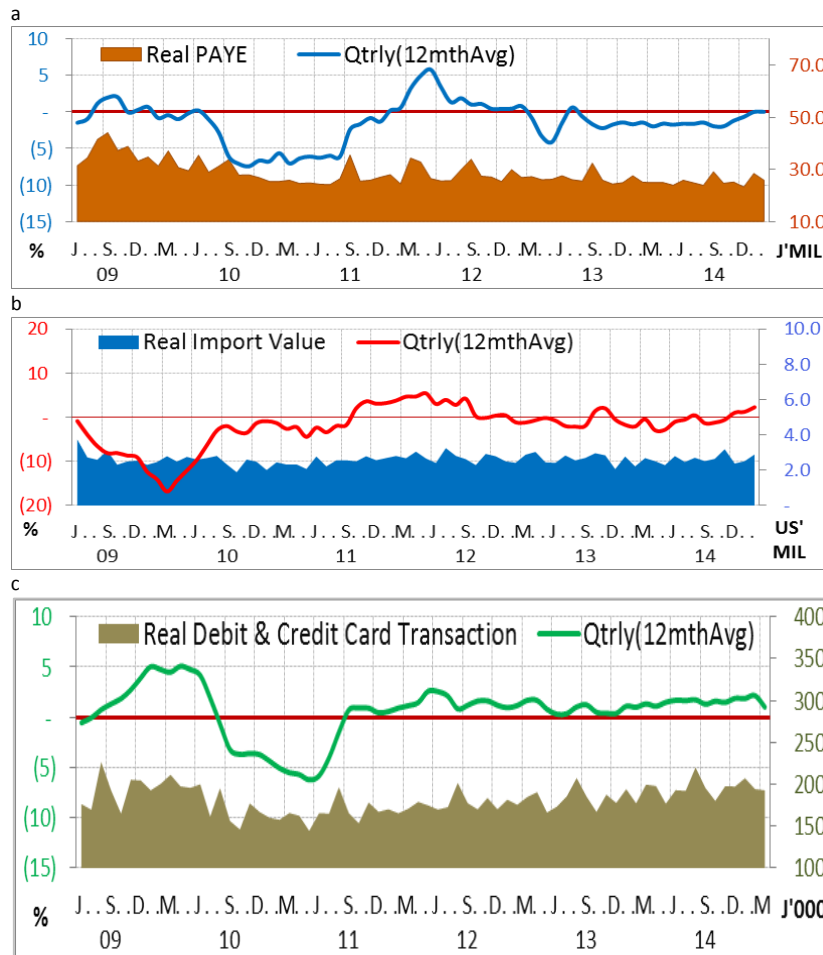 a
Real PAYE Qtrly(12mthAvg)
10
5
-
(5)
(10)
(15)
70.0
50.0
30.0
10.0
% J . . S. . D. . .M. . J . . S. . D. . .M. . J . . S. . D. . .M. . J . . S. . D. . .M. . J . . S. . D. . .M. . J . . S. . D. . J'MIL
09 10 11 12 13 14
b
Real Import Value Qtrly(12mthAvg)
20
10
-
(10)
(20)
10.0
8.0
6.0
4.0
2.0
-
% J . . S. . D. . .M. . J . . S. . D. . .M. . J . . S. . D. . .M. . J . . S. . D. . .M. . J . . S. . D. . .M. . J . . S. . D. . US'
09 10 11 12 13 14 MIL
c
Real Debit & Credit Card Transaction Qtrly(12mthAvg)
10
5
-
(5)
(10)
(15)
400
350
300
250
200
150
100
% J . . S. . D. . M. . J . . S. . D. . M. . J . . S. . D. . M. . J . . S. . D. . M. . J . . S. . D. . M. . J . . S. . D. . M J'000
09 10 11 12 13 14